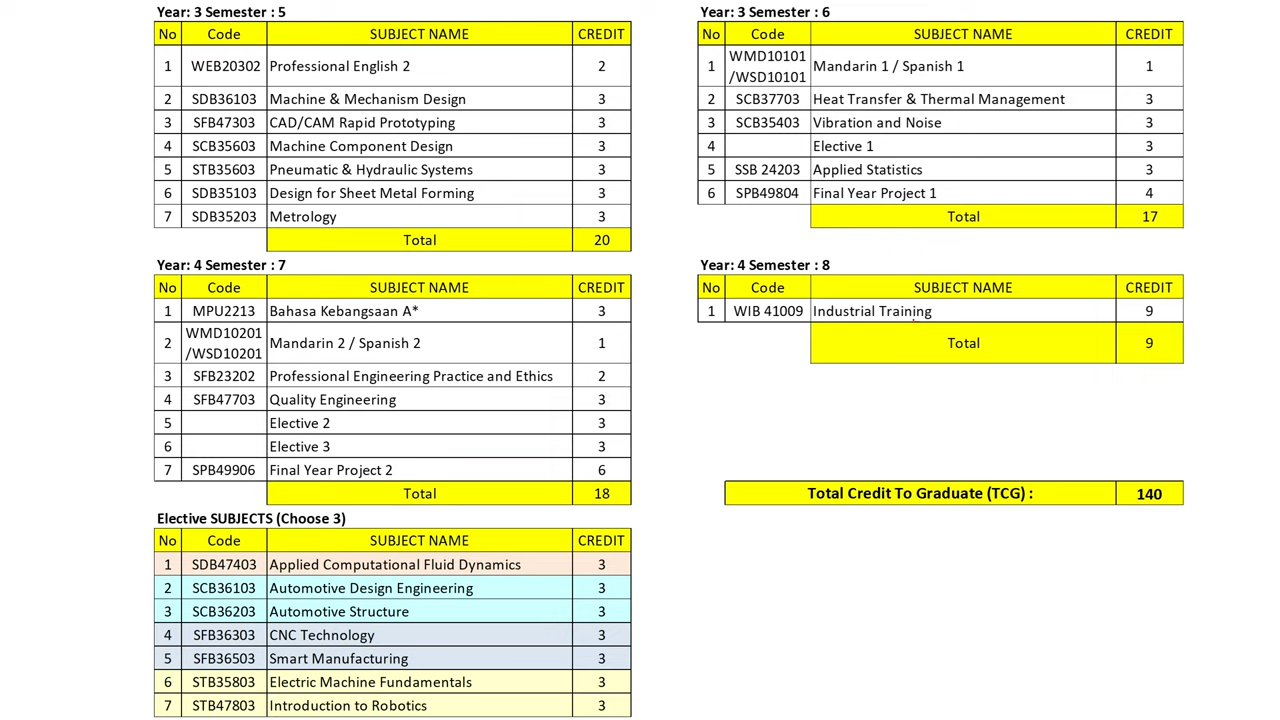 Year: 3 Semester : 5
No Code SUBJECT NAME CREDIT
1 WEB20302 Professional English 2 2
2 SDB36103 Machine & Mechanism Design 3
3 SFB47303 CAD/CAM Rapid Prototyping 3
4 SCB35603 Machine Component Design 3
5 STB35603 Pneumatic & Hydraulic Systems 3
6 SDB35103 Design for Sheet Metal Forming 3
7 SDB35203 Metrology 3
Total 20
Year: 3 Semester : 6
No Code SUBJECT NAME CREDIT
1 WMD10101 /WSD10101 Mandarin 1 / Spanish 1 1
2 SCB37703 Heat Transfer & Thermal Management 3
3 SCB35403 Vibration and Noise 3
4 Elective 1 3
5 SSB 24203 Applied Statistics 3
6 SPB49804 Final Year Project 1 4
Total 17
Year: 4 Semester : 7
No Code SUBJECT NAME CREDIT
1 MPU2213 Bahasa Kebangsaan A* 3
2 WMD10201 /WSD10201 Mandarin 2 / Spanish 2 1
3 SFB23202 Professional Engineering Practice and Ethics 2
4 SFB47703 Quality Engineering 3
5 Elective 2 3
6 Elective 3 3
7 SPB49906 Final Year Project 2 6
Total 18
Year: 4 Semester : 8
No Code SUBJECT NAME CREDIT
1 WIB 41009 Industrial Training 9
Total 9
Total Credit To Graduate (TCG) : 140
Elective SUBJECTS (Choose 3)
No Code SUBJECT NAME CREDIT
1 SDB47403 Applied Computational Fluid Dynamics 3
2 SCB36103 Automotive Design Engineering 3
3 SCB36203 Automotive Structure 3
4 SFB36303 CNC Technology 3
5 SFB36503 Smart Manufacturing 3
6 STB35803 Electric Machine Fundamentals 3
7 STB47803 Introduction to Robotics 3